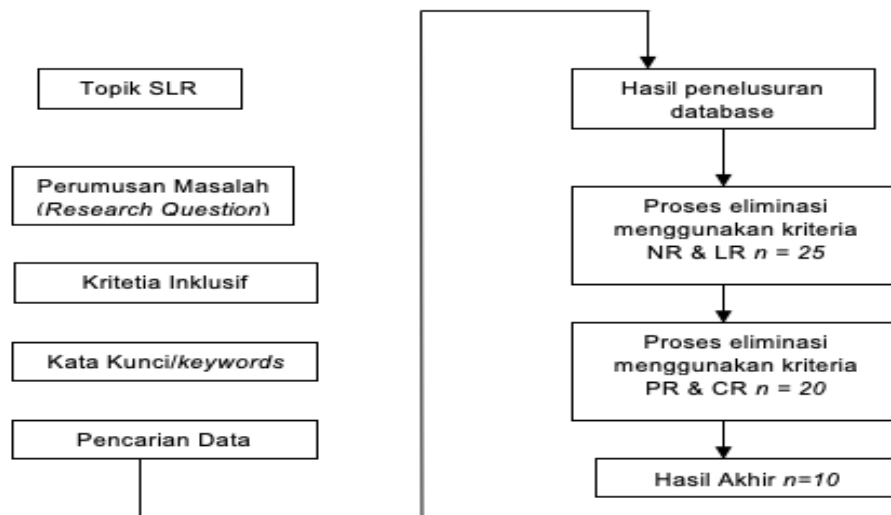 Topik SLR
Perumusan Masalah
(Research Question)
Kritetia Inklusif
Kata Kunci/keywords
Pencarian Data
Hasil penelusuran
database
Proses eliminasi
menggunakan kriteria
NR & LR n = 25
Proses eliminasi
menggunakan kriteria
PR & CR n = 20
Hasil Akhir n=10